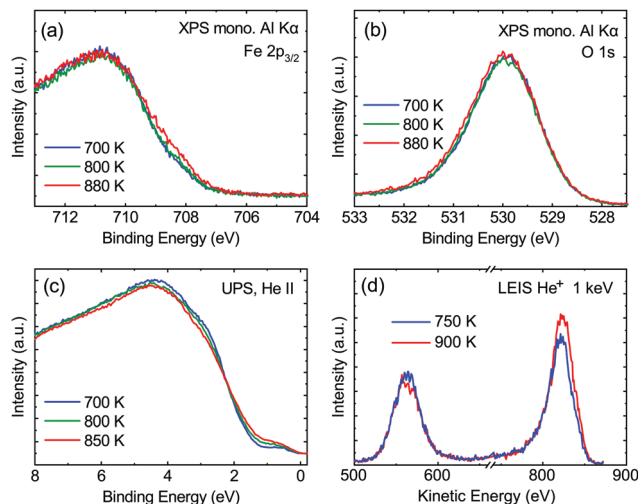 (a)
XPS mono. Al Kα
Fe 2p3/2
Intensity (a.u.)
700 K
800 K
880 K
712 710 708 706 704
Binding Energy (eV)
(b)
XPS mono. Al Kα
O 1s
Intensity (a.u.)
700 K
800 K
880 K
533 532 531 530 529 528
Binding Energy (eV)
(c)
UPS, He II
Intensity (a.u.)
700 K
800 K
850 K
8 6 4 2 0
Binding Energy (eV)
(d)
LEIS He+ 1 keV
Intensity (a.u.)
750 K
900 K
500 600 800 900
Kinetic Energy (eV)